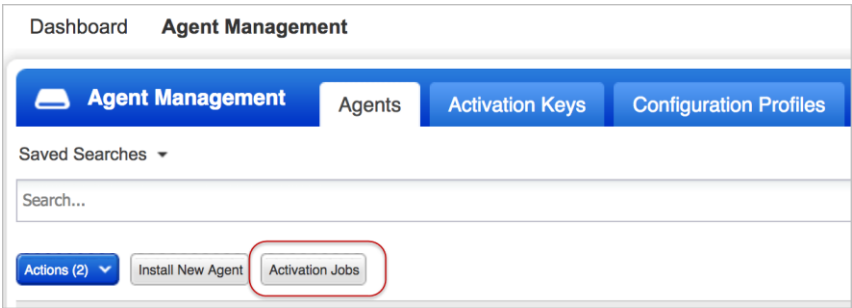 Dashboard Agent Management
Agent Management Agents Activation Keys Configuration Profiles
Saved Searches
Search...
Actions (2) Install New Agent Activation Jobs